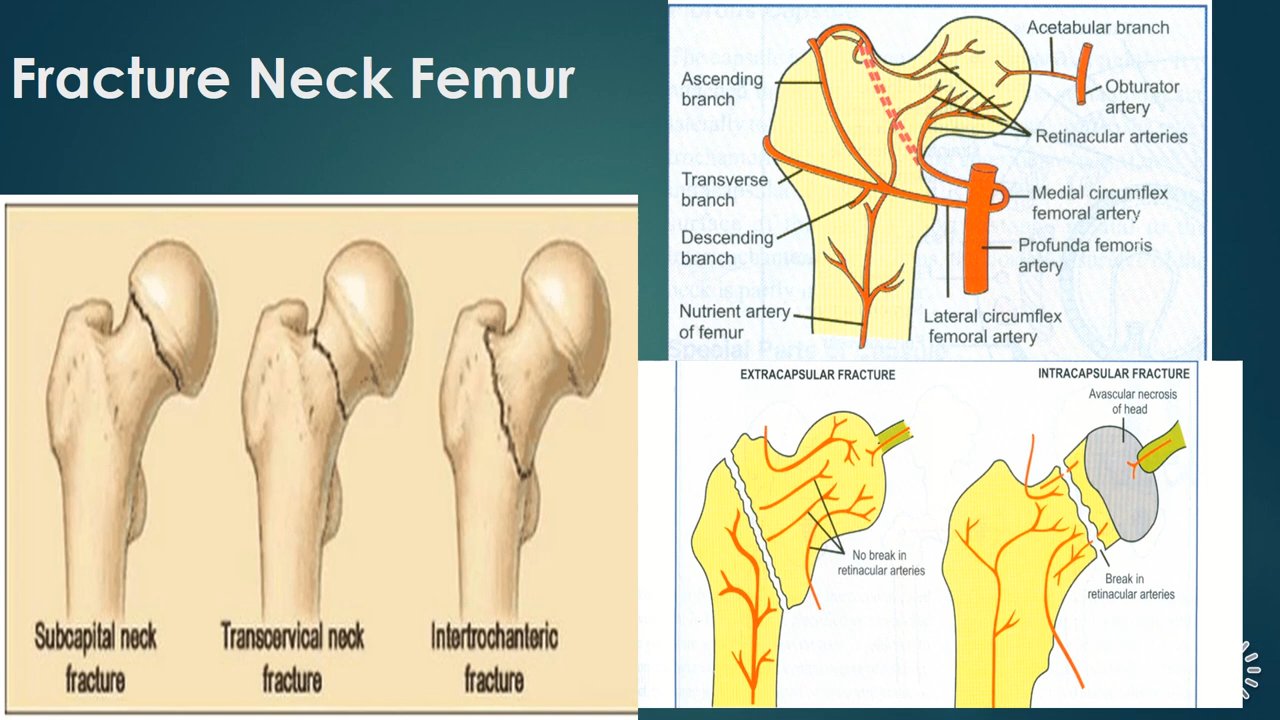 Fracture Neck Femur
Subcapital neck
fracture
Transcervical neck
fracture
Intertrochanteric
fracture
Acetabular branch
Ascending
branch
Obturator
artery
Retinacular arteries
Transverse
branch
Medial circumflex
femoral artery
Descending
branch
Profunda femoris
artery
Nutrient artery
of femur
Lateral circumflex
femoral artery
EXTRACAPSULAR FRACTURE
No break in
retinacular arteries
INTRACAPSULAR FRACTURE
Avascular necrosis
of head
Break in
retinacular arteries